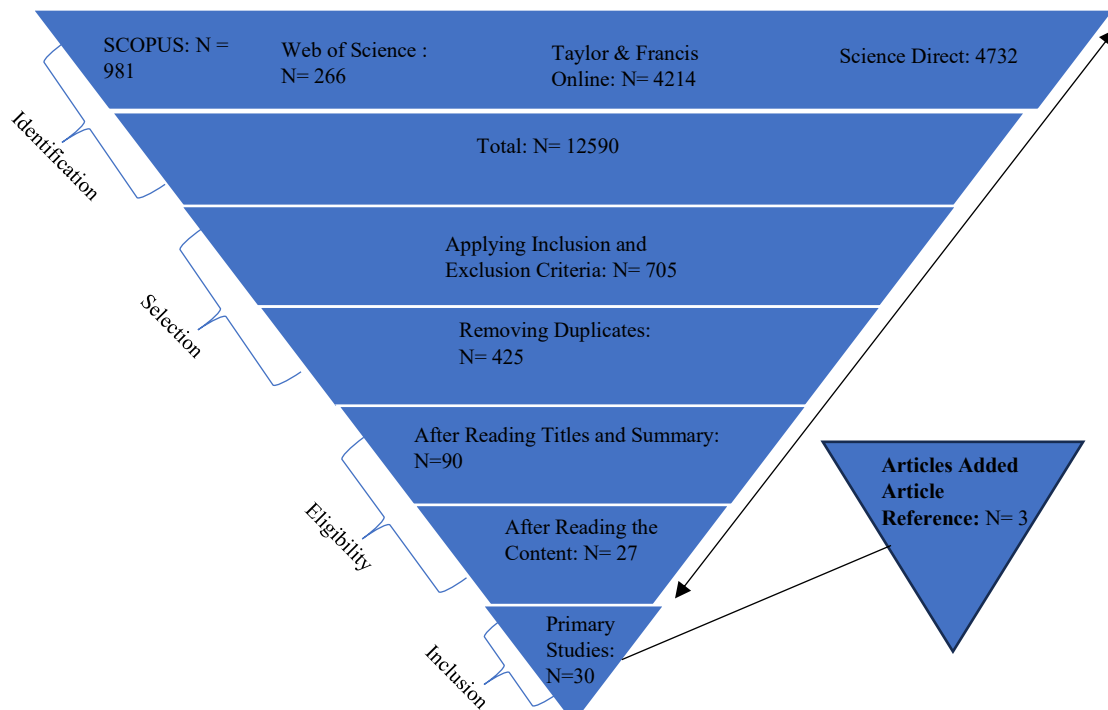 SCOPUS: N =
981
Web of Science :
N= 266
Taylor & Francis
Online: N= 4214
Science Direct: 4732
Identification
Total: N= 12590
Applying Inclusion and
Exclusion Criteria: N= 705
Selection
Removing Duplicates:
N= 425
After Reading Titles and Summary:
N=90
Eligibility
After Reading the
Content: N= 27
Articles Added
Article
Reference: N= 3
Primary
Studies:
N=30
Inclusion